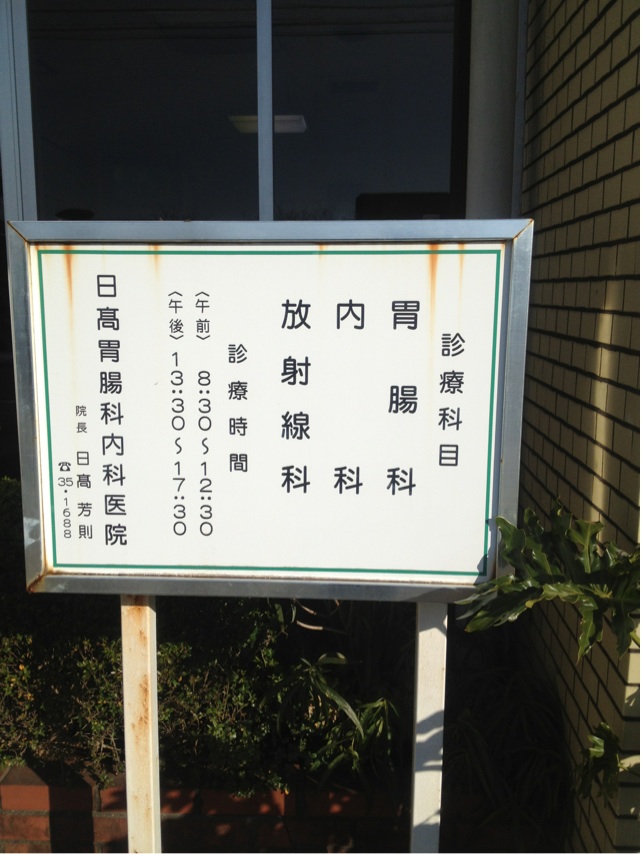 診療科目
胃腸科
内科
放射線科
診療時間
〈午前〉8:30〜12:30
〈午後〉13:30〜17:30
日髙胃腸科内科医院
院長 日髙芳則
☎35・1688